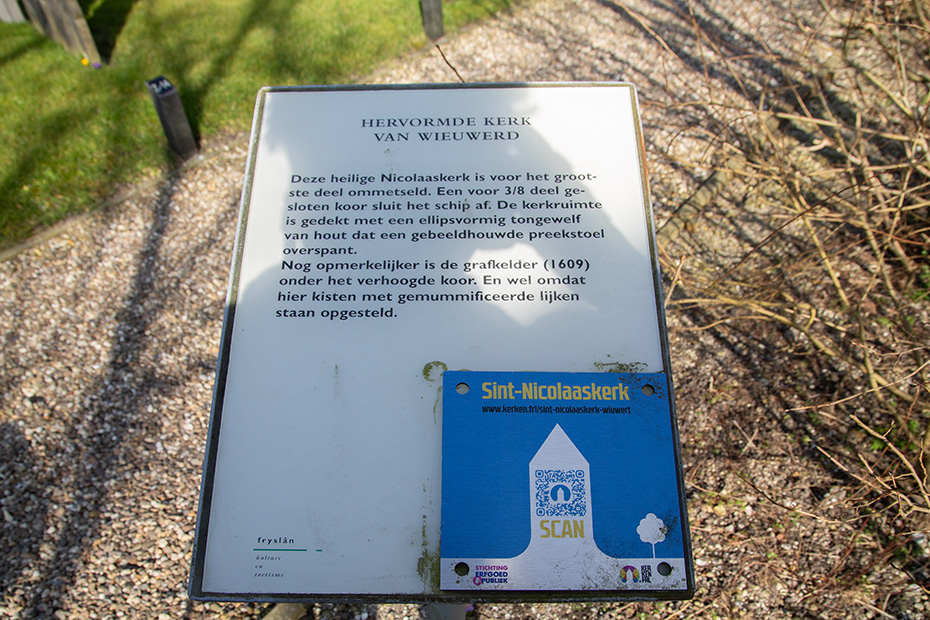 HERVORMDE KERK
VAN WIEUWERD
Deze heilige Nicolaaskerk is voor het groot-
ste deel ommetseld. Een voor 3/8 deel ge-
sloten koor sluit het schip af. De kerkruimte
is gedekt met een ellipsvormig tongewelf
van hout dat een gebeeldhouwde preekstoel
overspant.
Nog opmerkelijker is de grafkelder (1609)
onder het verhoogde koor. En wel omdat
hier kisten met gemummificeerde lijken
staan opgesteld.
Sint-Nicolaaskerk
www.kerken.frl/sint-nicolaaskerk-wiuwert
SCAN
STICHTING
ERFGOED
&PUBLIEK
KER
KEN
FRL
fryslân
kultuer
en
toerisme